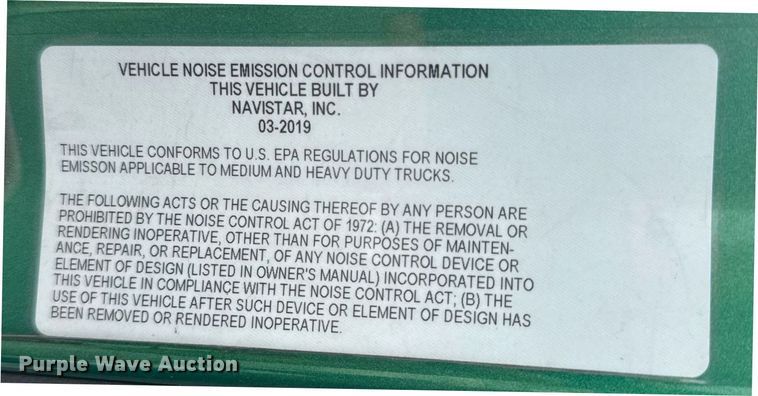 VEHICLE NOISE EMISSION CONTROL INFORMATION
THIS VEHICLE BUILT BY
NAVISTAR, INC.
03-2019
THIS VEHICLE CONFORMS TO U.S. EPA REGULATIONS FOR NOISE
EMISSON APPLICABLE TO MEDIUM AND HEAVY DUTY TRUCKS.
THE FOLLOWING ACTS OR THE CAUSING THEREOF BY ANY PERSON ARE
PROHIBITED BY THE NOISE CONTROL ACT OF 1972: (A) THE REMOVAL OR
RENDERING INOPERATIVE, OTHER THAN FOR PURPOSES OF MAINTEN-
ANCE, REPAIR, OR REPLACEMENT, OF ANY NOISE CONTROL DEVICE OR
ELEMENT OF DESIGN (LISTED IN OWNER'S MANUAL) INCORPORATED INTO
THIS VEHICLE IN COMPLIANCE WITH THE NOISE CONTROL ACT; (B) THE
USE OF THIS VEHICLE AFTER SUCH DEVICE OR ELEMENT OF DESIGN HAS
BEEN REMOVED OR RENDERED INOPERATIVE.
Purple Wave Auction